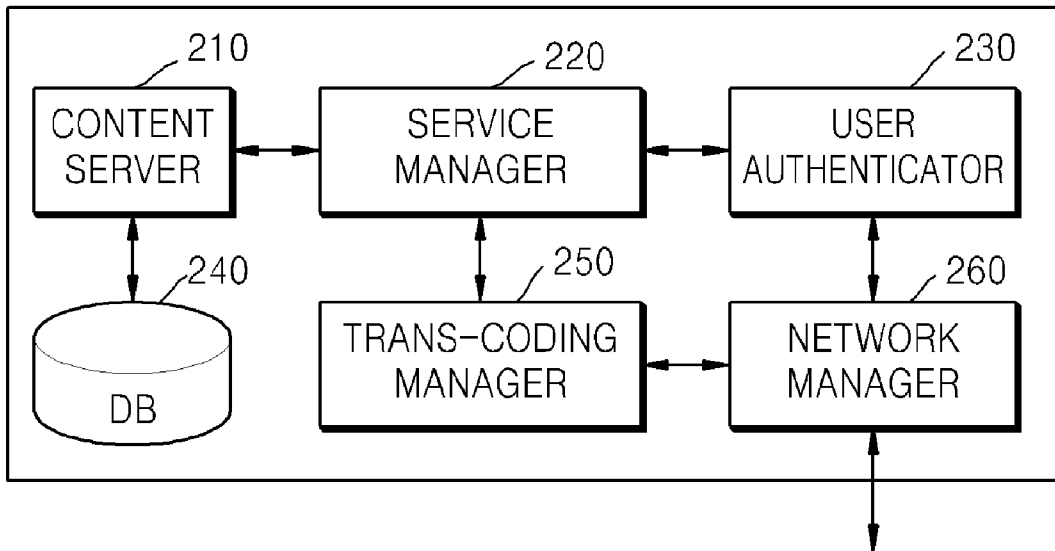 210
220
230
CONTENT
SERVER
SERVICE
MANAGER
USER
AUTHENTICATOR
240
250
260
DB
TRANS-CODING
MANAGER
NETWORK
MANAGER